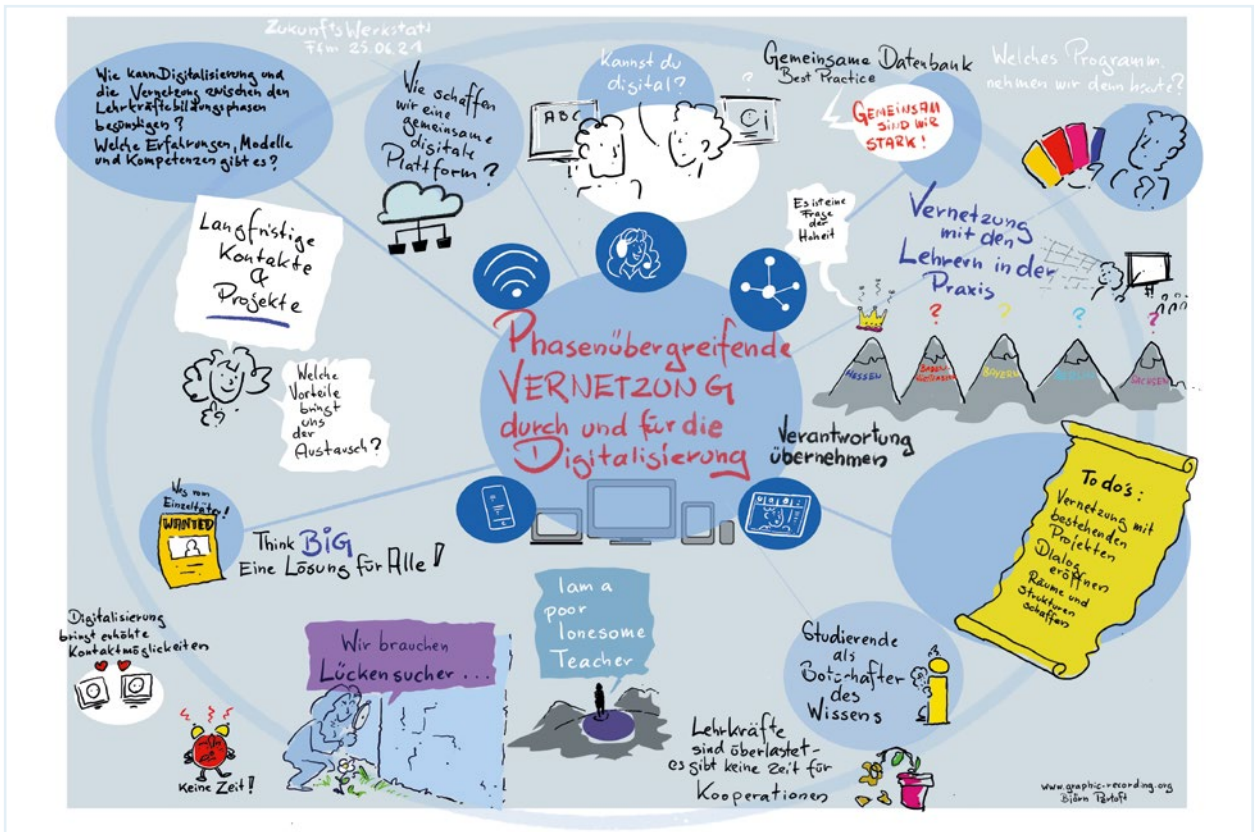 ZukunftsWerkstatt
Ffm 25.06.21
Wie kann Digitalisierung und
die Vernetzung zwischen den
Lehrkräftebildungsphasen
begünstigen?
Welche Erfahrungen, Modelle
und Kompetenzen gibt es?
Wie schaffen
wir eine
gemeinsame
digitale
Plattform?
Kannst du
digital?
ABC
?
Gemeinsame Datenbank
Best Practice
GEMEINSAM
SIND WIR
STARK!
Welches Programm
nehmen wir denn heute?
Langfristige
Kontakte
&
Projekte
Es ist eine
Frage
der
Hoheit
Vernetzung
mit den
Lehrern in der
Praxis
? ? ? ?
HESSEN
BADEN-
BAYERN
BERLIN
SACHSEN
Phasenübergreifende
VERNETZUNG
durch und für die
Digitalisierung
Welche
Vorteile
bringt
uns
der
Austausch?
Verantwortung
übernehmen
To do's:
Vernetzung mit
bestehenden
Projekten
Dialog
eröffnen
Räume und
Strukturen
schaffen
Weg vom
Einzeltäter!
WANTED
Think BIG
Eine Lösung für Alle!
I am a
poor
lonesome
Teacher
Digitalisierung
bringt erhöhte
Kontaktmöglickeiten
Wir brauchen
Lückensucher...
Studierende
als
Botschafter
des
Wissens
Keine Zeit!
Lehrkräfte
sind überlastet-
es gibt keine Zeit für
Kooperationen
www.graphic-recording.org
Björn